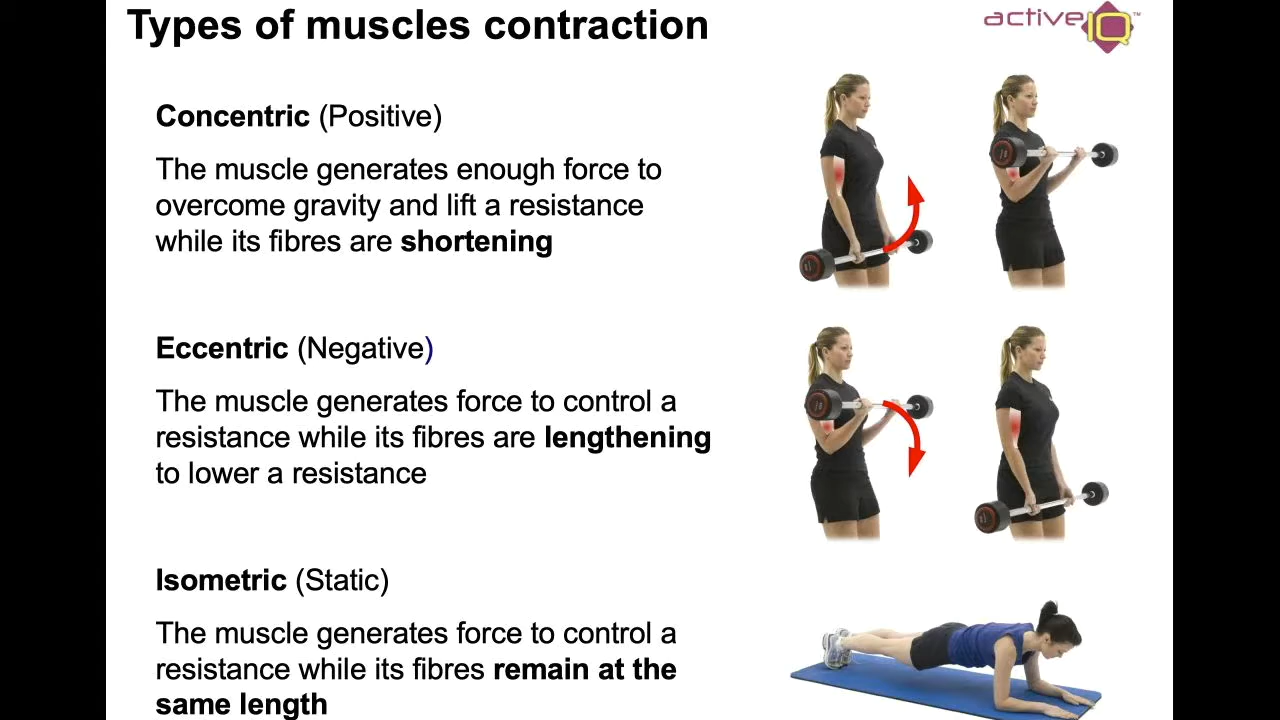 Types of muscles contraction
active IQ™
Concentric (Positive)
The muscle generates enough force to
overcome gravity and lift a resistance
while its fibres are shortening
Eccentric (Negative)
The muscle generates force to control a
resistance while its fibres are lengthening
to lower a resistance
Isometric (Static)
The muscle generates force to control a
resistance while its fibres remain at the
same length